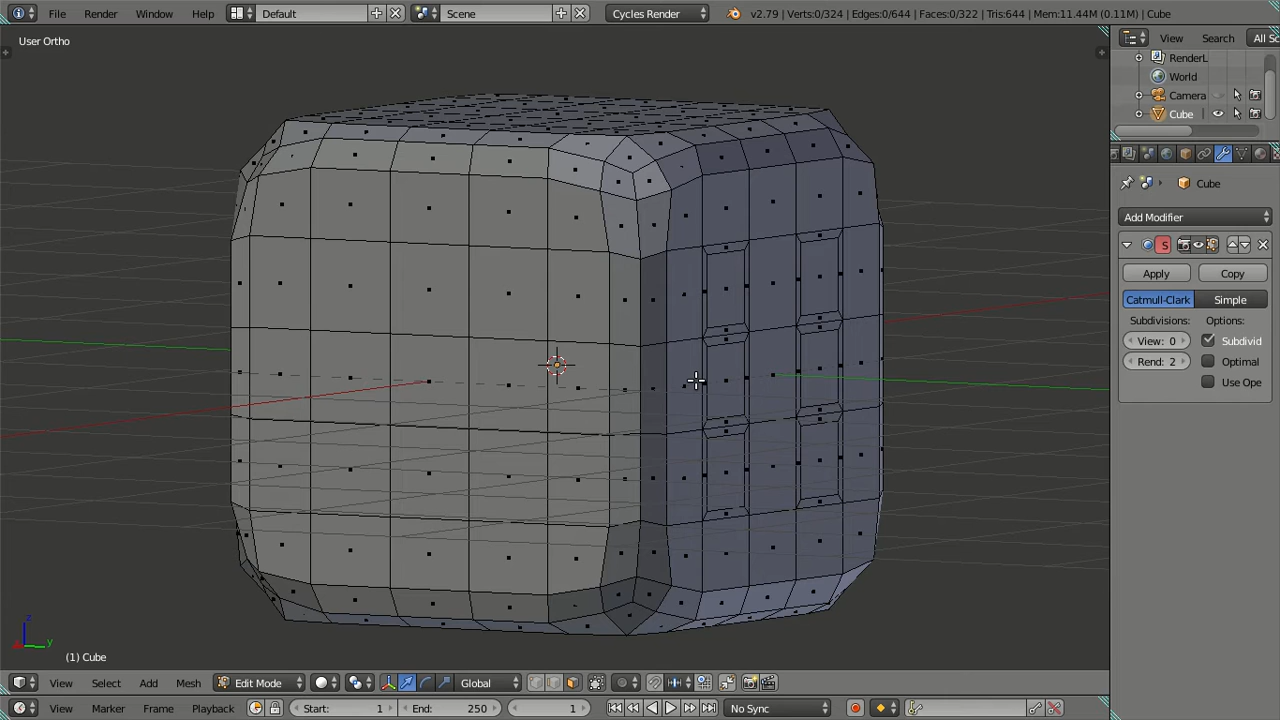 File Render Window Help Default Scene Cycles Render v2.79 | Verts:0/324 | Edges:0/644 | Faces:0/322 | Tris:644 | Mem:11.44M (0.11M) | Cube
User Ortho
View Search All Sc
RenderL
World
Camera
Cube
Cube
Add Modifier
S
Apply Copy
Catmull-Clark Simple
Subdivisions: Options:
View: 0 Subdivid
Rend: 2 Optimal
Use Ope
z
y
(1) Cube
View Select Add Mesh Edit Mode Global
View Marker Frame Playback Start: 1 End: 250 1 No Sync